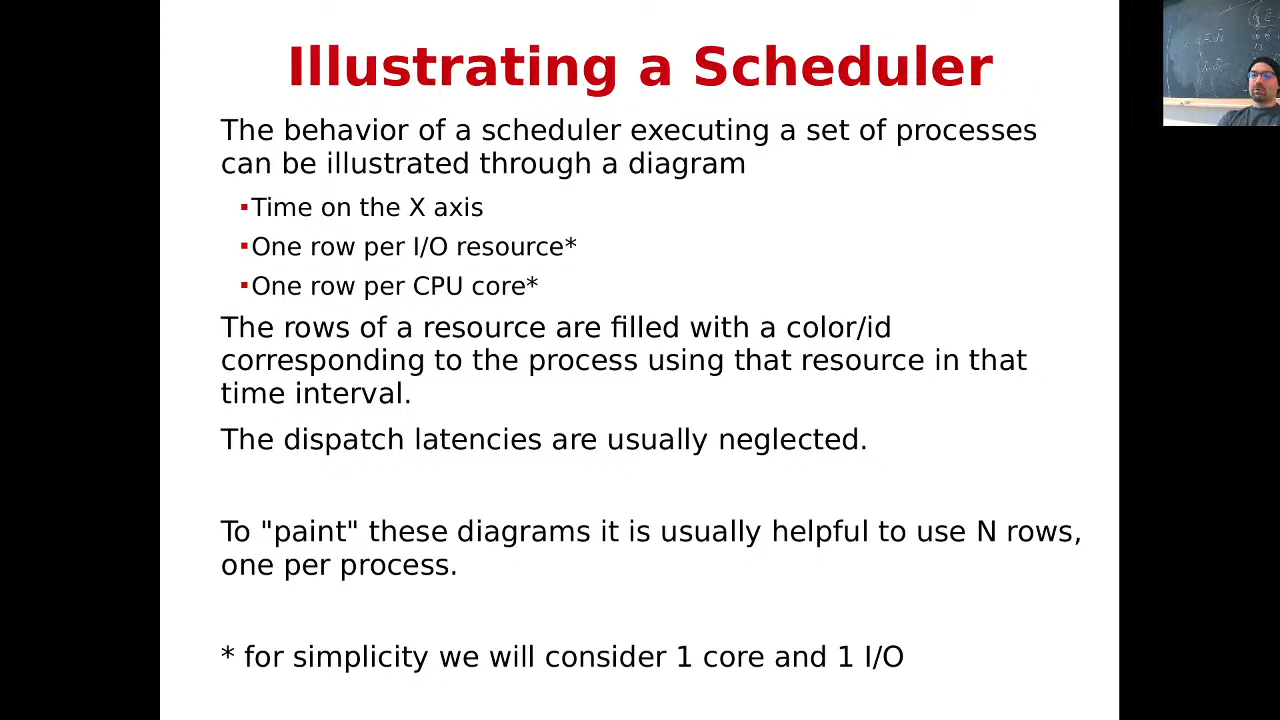 Illustrating a Scheduler
The behavior of a scheduler executing a set of processes
can be illustrated through a diagram
▪Time on the X axis
▪One row per I/O resource*
▪One row per CPU core*
The rows of a resource are filled with a color/id
corresponding to the process using that resource in that
time interval.
The dispatch latencies are usually neglected.
To "paint" these diagrams it is usually helpful to use N rows,
one per process.
* for simplicity we will consider 1 core and 1 I/O